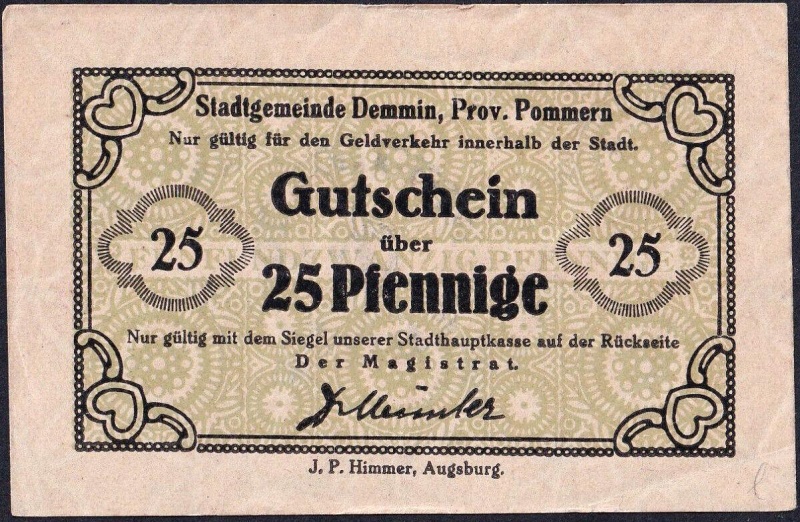 Stadtgemeinde Demmin, Prov. Pommern
Nur gültig für den Geldverkehr innerhalb der Stadt.
Gutschein
25 über 25
25 Pfennige
Nur gültig mit dem Siegel unserer Stadthauptkasse auf der Rückseite
Der Magistrat.
J. P. Himmer, Augsburg.